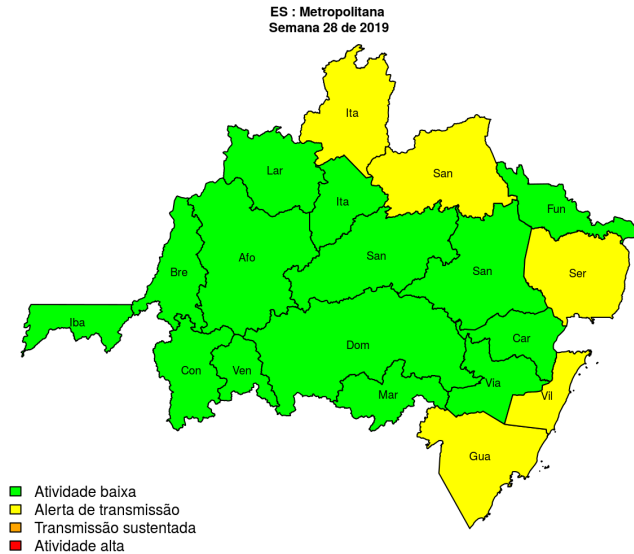 ES : Metropolitana
Semana 28 de 2019
Ita
Lar
San
Ita
Fun
Afo
San
San
Bre
Ser
Iba
Car
Dom
Con
Ven
Via
Mar
Vil
Gua
Atividade baixa
Alerta de transmissão
Transmissão sustentada
Atividade alta